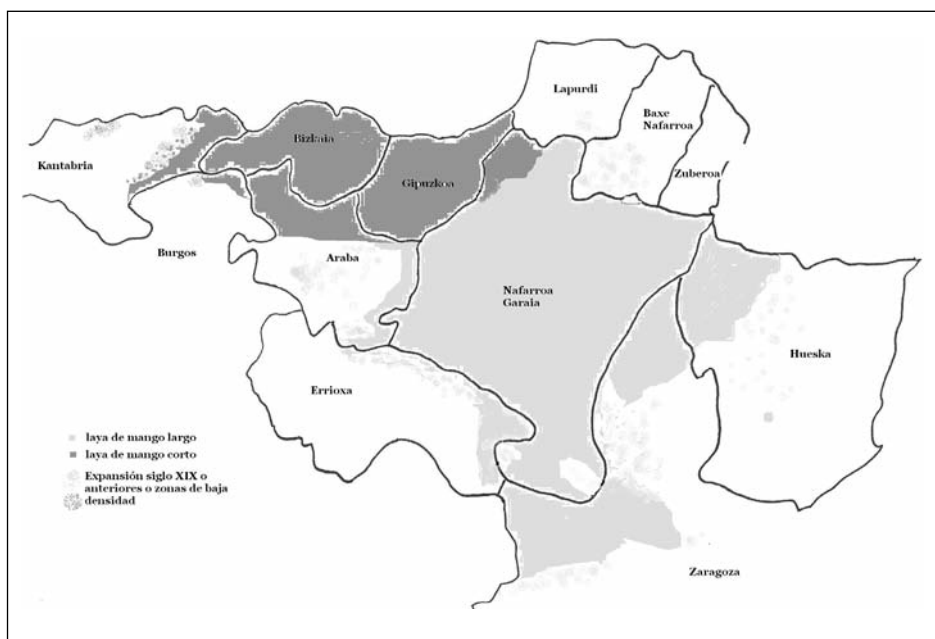 Lapurdi
Baxe
Nafarroa
Bizkaia
Kantabria
Gipuzkoa
Zuberoa
Burgos
Araba
Nafarroa
Garaia
Hueska
Errioxa
laya de mango largo
laya de mango corto
Expansión siglo XIX o
anteriores o zonas de baja
densidad
Zaragoza